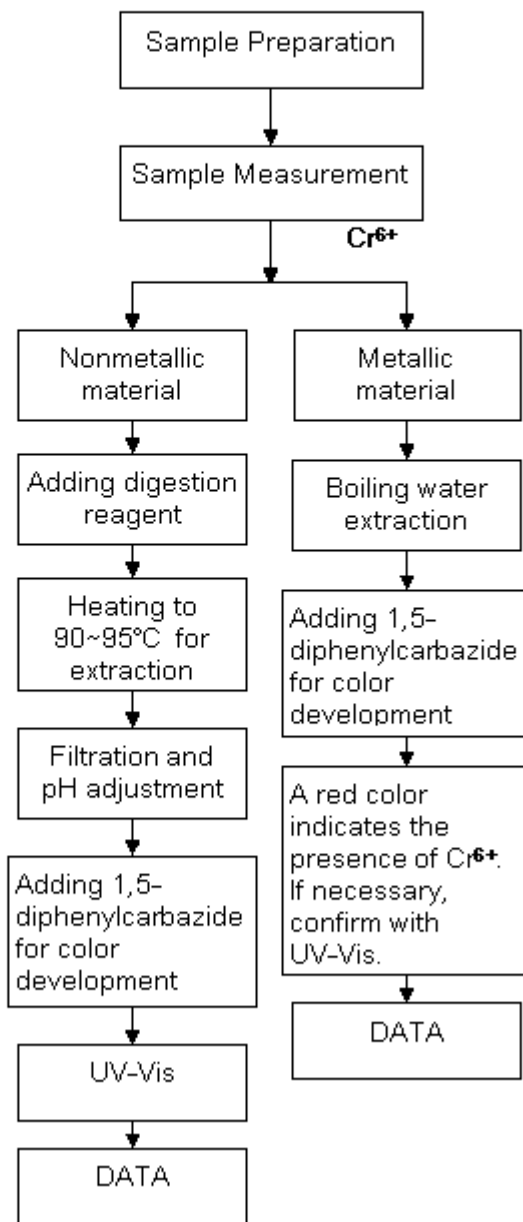 Sample Preparation
Sample Measurement
Cr6+
Nonmetallic
material
Adding digestion
reagent
Heating to
90~95°C for
extraction
Filtration and
pH adjustment
Adding 1,5-
diphenylcarbazide
for color
development
UV-Vis
DATA
Metallic
material
Boiling water
extraction
Adding 1,5-
diphenylcarbazide
for color
development
A red color
indicates the
presence of Cr6+.
If necessary,
confirm with
UV-Vis.
DATA